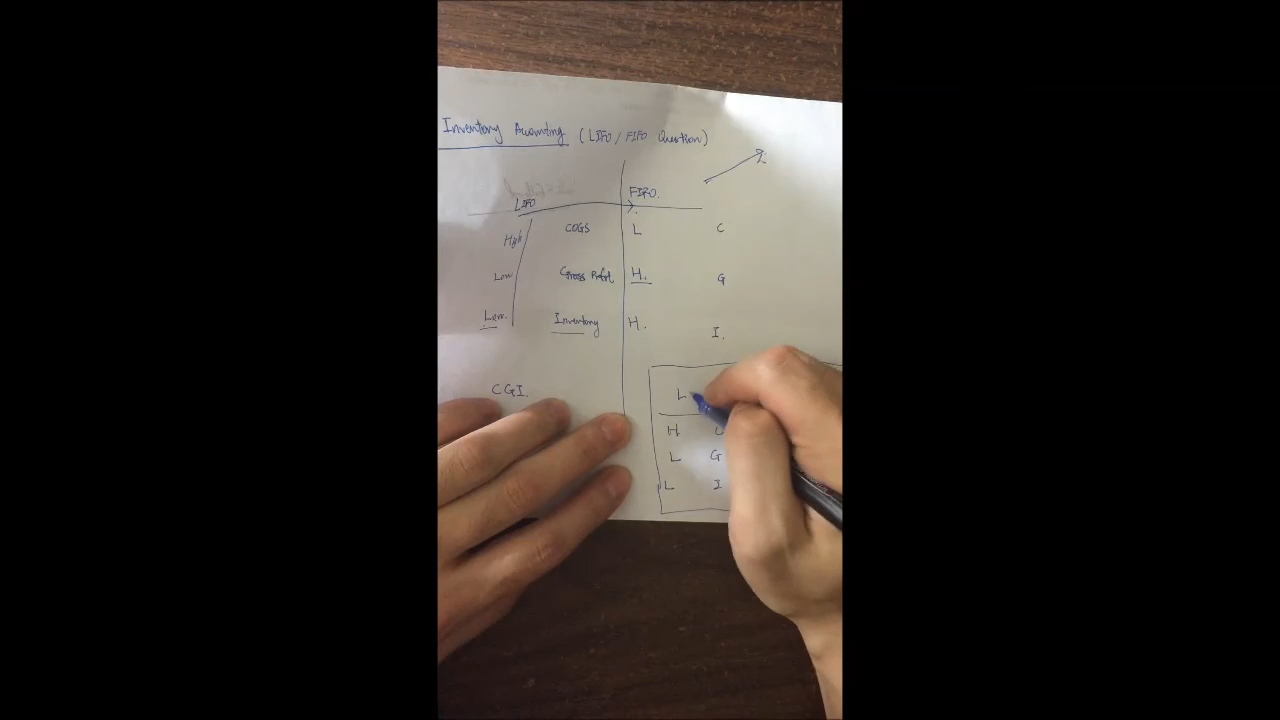 Inventory Accounting (LIFO / FIFO Question)
LIFO FIFO.
High COGS L C
Low Gross Profit H. G
Low. Inventory H. I.
CGI.
L
H C
L G
L I